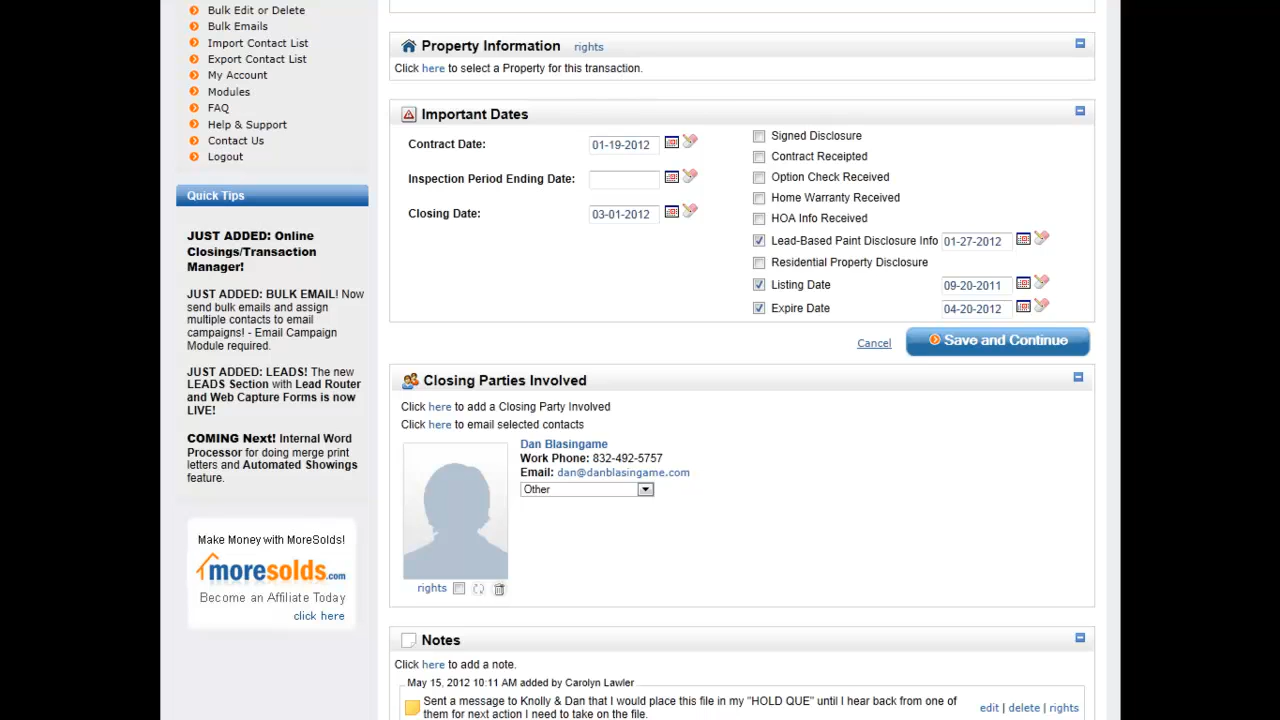 Bulk Edit or Delete
Bulk Emails
Import Contact List
Export Contact List
My Account
Modules
FAQ
Help & Support
Contact Us
Logout
Quick Tips
JUST ADDED: Online
Closings/Transaction
Manager!
JUST ADDED: BULK EMAIL! Now
send bulk emails and assign
multiple contacts to email
campaigns! - Email Campaign
Module required.
JUST ADDED: LEADS! The new
LEADS Section with Lead Router
and Web Capture Forms is now
LIVE!
COMING Next! Internal Word
Processor for doing merge print
letters and Automated Showings
feature.
Make Money with MoreSolds!
moresolds.com
Become an Affiliate Today
click here
Property Information rights
Click here to select a Property for this transaction.
Important Dates
Contract Date: 01-19-2012
Inspection Period Ending Date:
Closing Date: 03-01-2012
Signed Disclosure
Contract Receipted
Option Check Received
Home Warranty Received
HOA Info Received
Lead-Based Paint Disclosure Info 01-27-2012
Residential Property Disclosure
Listing Date 09-20-2011
Expire Date 04-20-2012
Cancel Save and Continue
Closing Parties Involved
Click here to add a Closing Party Involved
Click here to email selected contacts
Dan Blasingame
Work Phone: 832-492-5757
Email: dan@danblasingame.com
Other
rights
Notes
Click here to add a note.
May 15, 2012 10:11 AM added by Carolyn Lawler
Sent a message to Knolly & Dan that I would place this file in my "HOLD QUE" until I hear back from one of
them for next action I need to take on the file.
edit | delete | rights